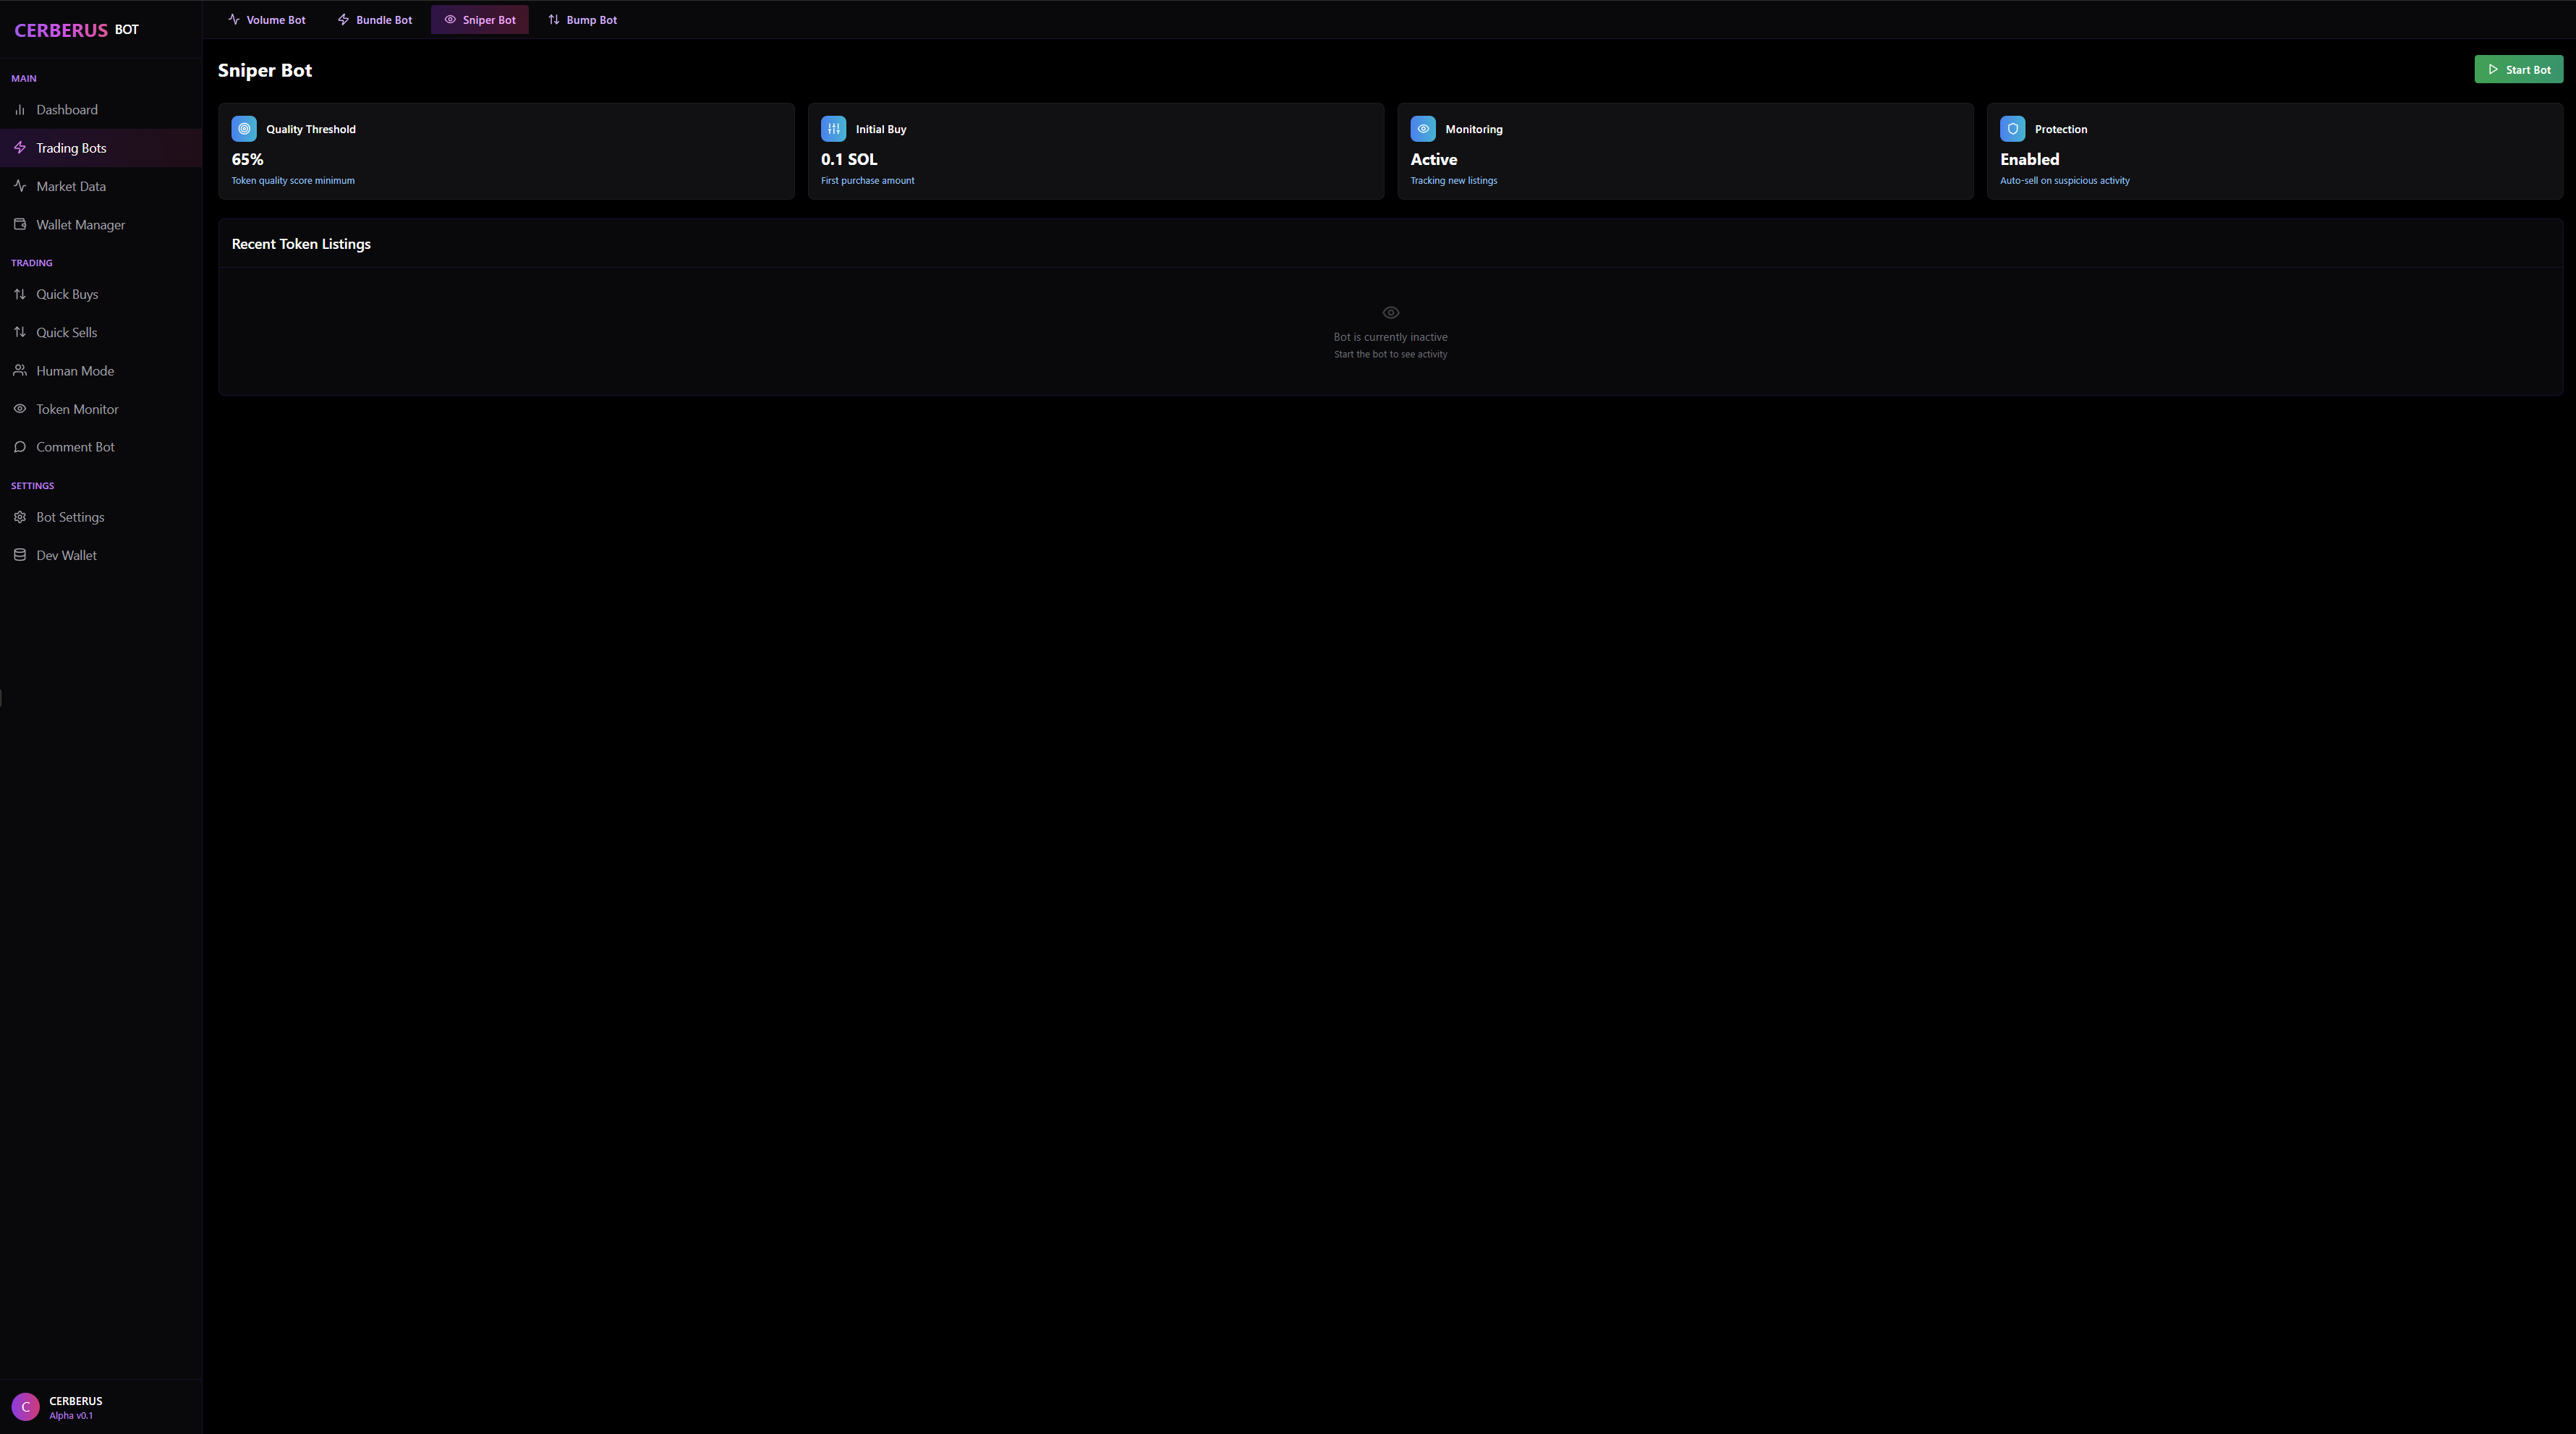 CERBERUS BOT
MAIN
Dashboard
Trading Bots
Market Data
Wallet Manager
TRADING
Quick Buys
Quick Sells
Human Mode
Token Monitor
Comment Bot
SETTINGS
Bot Settings
Dev Wallet
C
CERBERUS
Alpha v0.1
Volume Bot
Bundle Bot
Sniper Bot
Bump Bot
Sniper Bot
Start Bot
Quality Threshold
65%
Token quality score minimum
Initial Buy
0.1 SOL
First purchase amount
Monitoring
Active
Tracking new listings
Protection
Enabled
Auto-sell on suspicious activity
Recent Token Listings
Bot is currently inactive
Start the bot to see activity